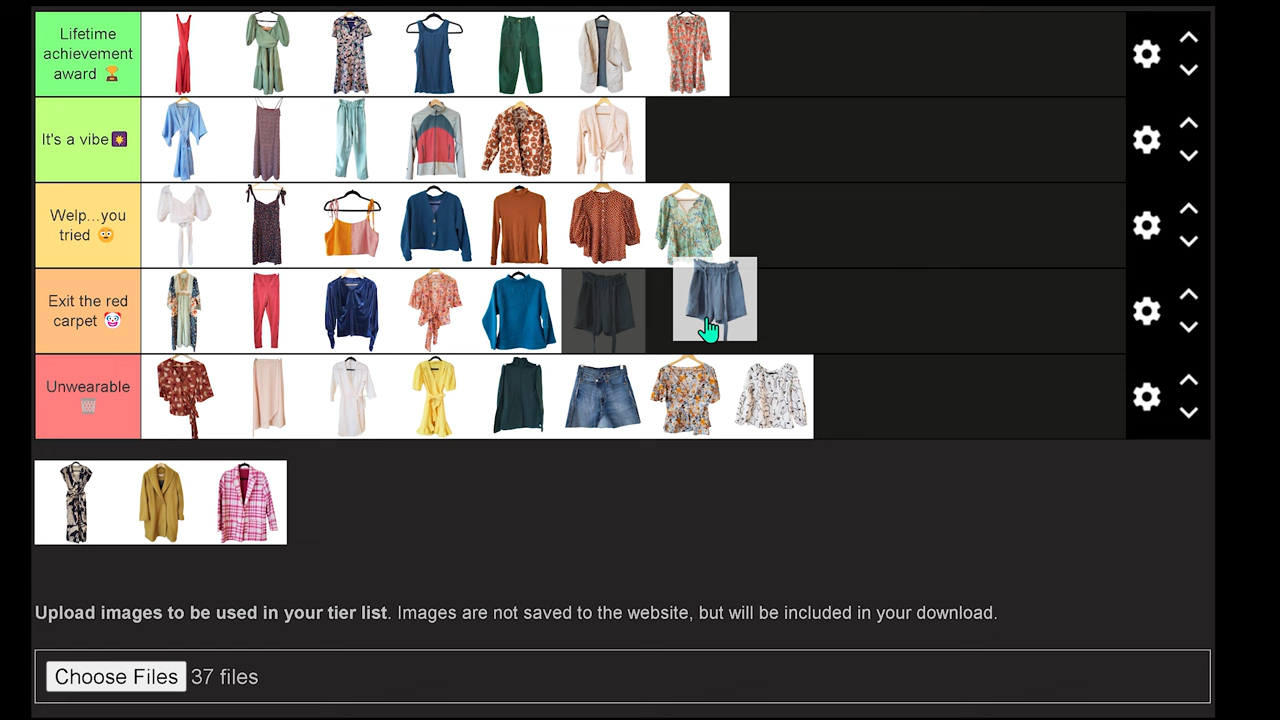 Lifetime
achievement
award 🏆
It's a vibe💥
Welp...you
tried 🫠
Exit the red
carpet 🤡
Unwearable
🗑️
Upload images to be used in your tier list. Images are not saved to the website, but will be included in your download.
Choose Files 37 files